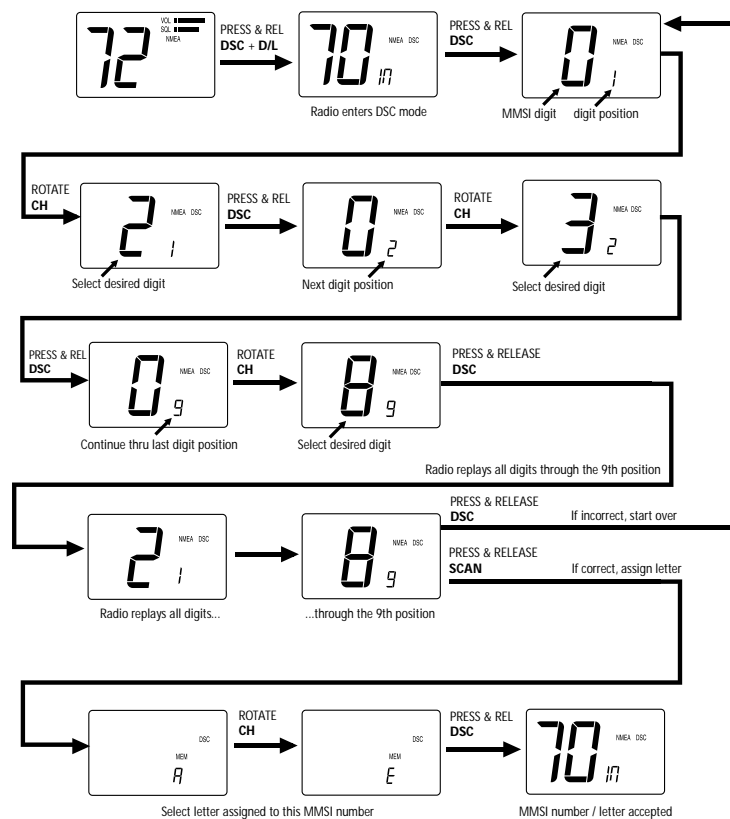 VOL
SQL
NMEA
72
PRESS & REL
DSC + D/L
NMEA DSC
70 in
Radio enters DSC mode
PRESS & REL
DSC
NMEA DSC
0 1
MMSI digit
digit position
ROTATE
CH
NMEA DSC
2 1
Select desired digit
PRESS & REL
DSC
NMEA DSC
0 2
Next digit position
ROTATE
CH
NMEA DSC
3 2
Select desired digit
PRESS & REL
DSC
NMEA DSC
0 9
Continue thru last digit position
ROTATE
CH
NMEA DSC
8 9
Select desired digit
PRESS & RELEASE
DSC
Radio replays all digits through the 9th position
NMEA DSC
2 1
Radio replays all digits...
NMEA DSC
8 9
...through the 9th position
PRESS & RELEASE
DSC
If incorrect, start over
PRESS & RELEASE
SCAN
If correct, assign letter
DSC
MEM
A
ROTATE
CH
DSC
MEM
E
Select letter assigned to this MMSI number
PRESS & REL
DSC
NMEA DSC
70 in
MMSI number / letter accepted